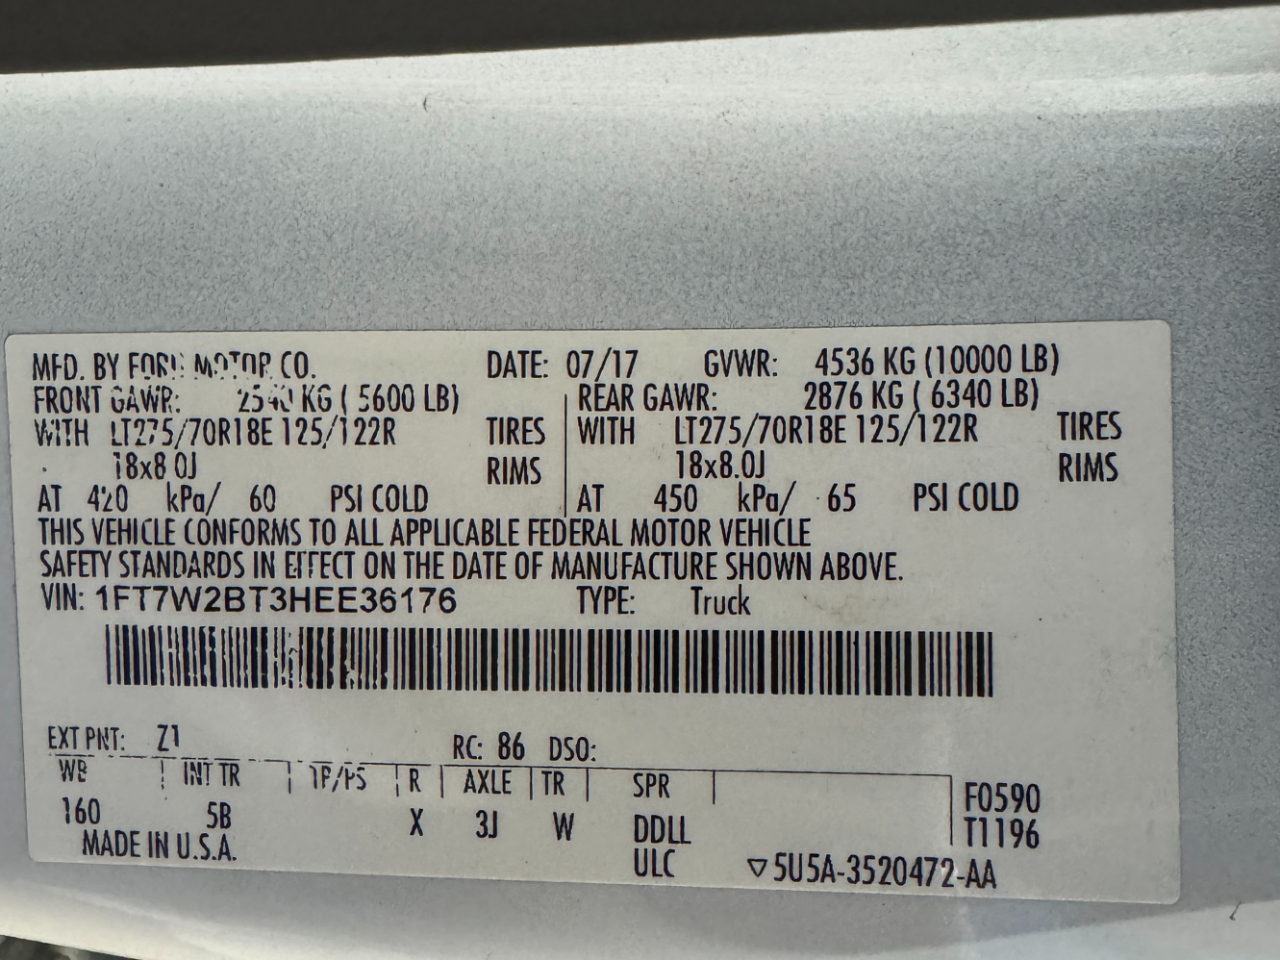 MFD. BY FORD MOTOR CO. DATE: 07/17 GVWR: 4536 KG (10000 LB)
FRONT GAWR: 2540 KG ( 5600 LB) REAR GAWR: 2876 KG ( 6340 LB)
WITH LT275/70R18E 125/122R TIRES WITH LT275/70R18E 125/122R TIRES
18x8.0J RIMS 18x8.0J RIMS
AT 420 kPa/ 60 PSI COLD AT 450 kPa/ 65 PSI COLD
THIS VEHICLE CONFORMS TO ALL APPLICABLE FEDERAL MOTOR VEHICLE
SAFETY STANDARDS IN EFFECT ON THE DATE OF MANUFACTURE SHOWN ABOVE.
VIN: 1FT7W2BT3HEE36176 TYPE: Truck
EXT PNT: Z1 RC: 86 DSO:
WB INT TR TP/PS R AXLE TR SPR F0590
160 5B X 3J W DDLL T1196
MADE IN U.S.A. ULC ▽5U5A-3520472-AA